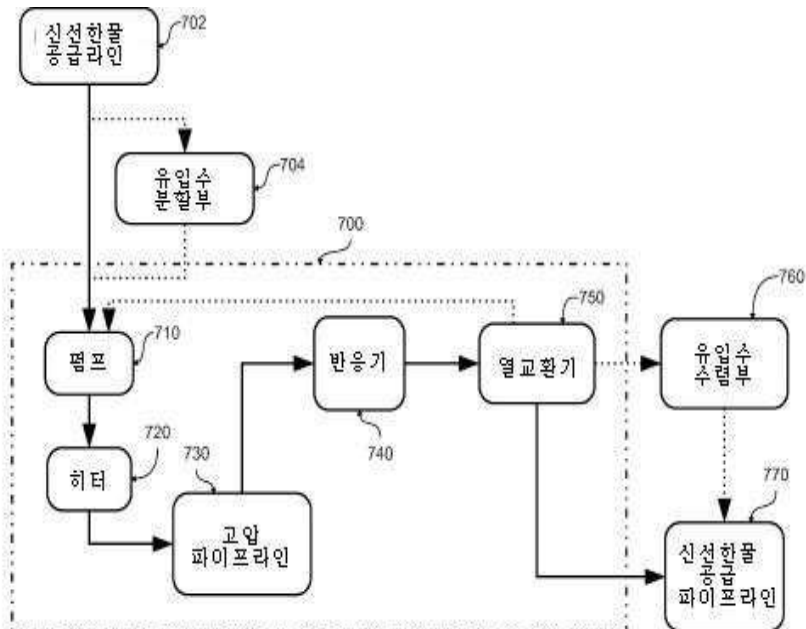 신선한물
공급라인
702
유입수
분할부
704
700
펌프
710
반응기
740
열교환기
750
유입수
수렴부
760
히터
720
고압
파이프라인
730
신선한물
공급
파이프라인
770